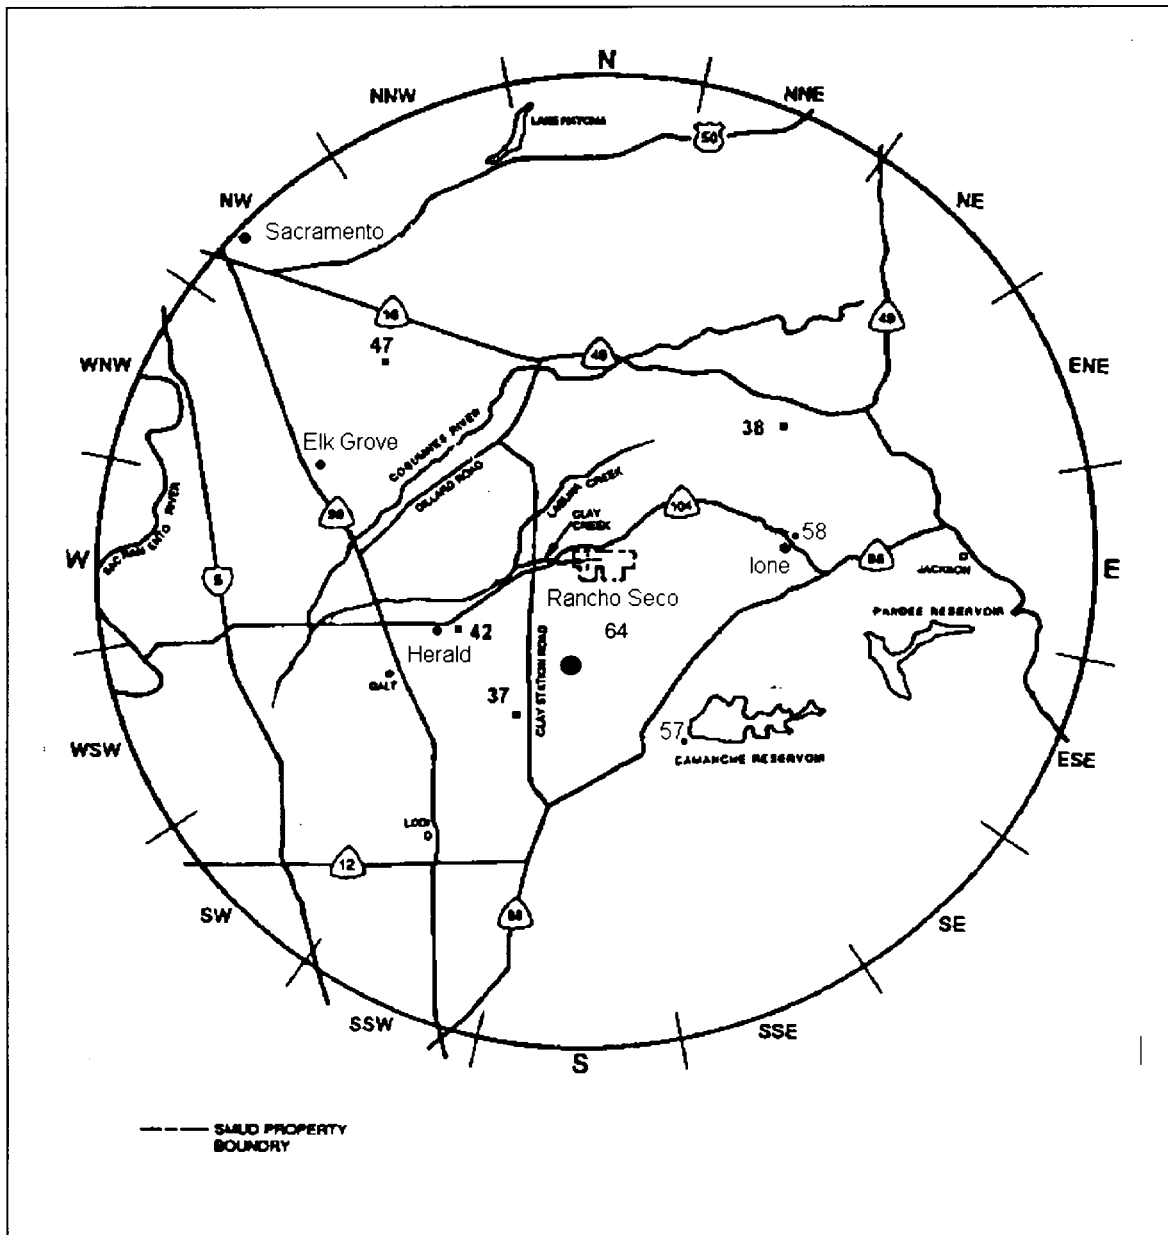 N
NNW
NNE
LAKE NATOMA
50
NW
NE
Sacramento
16
49
47
49
WNW
ENE
38
Elk Grove
COSUMNES RIVER
DILLARD ROAD
LAGUNA CREEK
SACRAMENTO RIVER
99
104
CLAY
CREEK
58
W
Ione
88
E
5
JACKSON
Rancho Seco
PARDEE RESERVOIR
64
42
Herald
GALT
37
CLAY STATION ROAD
57
WSW
CAMANCHE RESERVOIR
ESE
LODI
12
SW
88
SE
SSW
SSE
S
SMUD PROPERTY
BOUNDRY